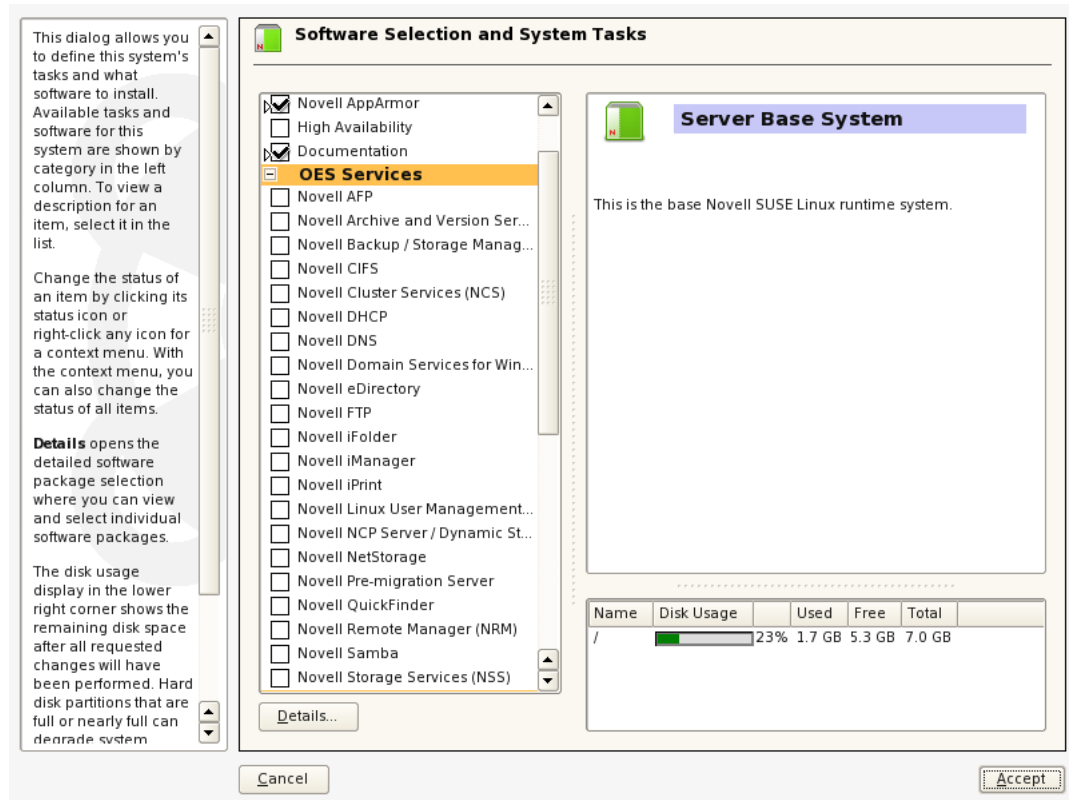 This dialog allows you
to define this system's
tasks and what
software to install.
Available tasks and
software for this
system are shown by
category in the left
column. To view a
description for an
item, select it in the
list.
Change the status of
an item by clicking its
status icon or
right-click any icon for
a context menu. With
the context menu, you
can also change the
status of all items.
Details opens the
detailed software
package selection
where you can view
and select individual
software packages.
The disk usage
display in the lower
right corner shows the
remaining disk space
after all requested
changes will have
been performed. Hard
disk partitions that are
full or nearly full can
degrade system
Software Selection and System Tasks
Novell AppArmor
High Availability
Documentation
OES Services
Novell AFP
Novell Archive and Version Ser...
Novell Backup / Storage Manag...
Novell CIFS
Novell Cluster Services (NCS)
Novell DHCP
Novell DNS
Novell Domain Services for Win...
Novell eDirectory
Novell FTP
Novell iFolder
Novell iManager
Novell iPrint
Novell Linux User Management...
Novell NCP Server / Dynamic St...
Novell NetStorage
Novell Pre-migration Server
Novell QuickFinder
Novell Remote Manager (NRM)
Novell Samba
Novell Storage Services (NSS)
Details...
Server Base System
This is the base Novell SUSE Linux runtime system.
Name Disk Usage Used Free Total
/ 23% 1.7 GB 5.3 GB 7.0 GB
Cancel
Accept